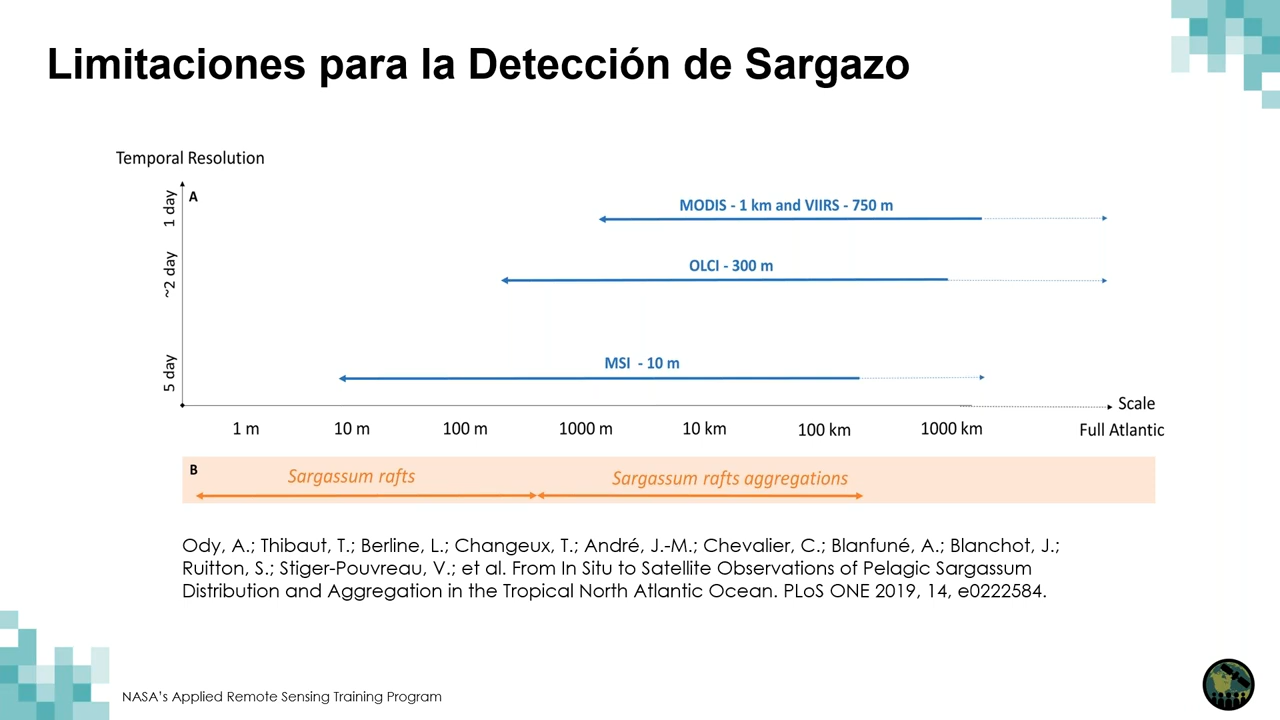 Limitaciones para la Detección de Sargazo
Temporal Resolution
A
1 day
MODIS - 1 km and VIIRS - 750 m
~2 day
OLCI - 300 m
5 day
MSI - 10 m
Scale
1 m 10 m 100 m 1000 m 10 km 100 km 1000 km Full Atlantic
B
Sargassum rafts Sargassum rafts aggregations
Ody, A.; Thibaut, T.; Berline, L.; Changeux, T.; André, J.-M.; Chevalier, C.; Blanfuné, A.; Blanchot, J.;
Ruitton, S.; Stiger-Pouvreau, V.; et al. From In Situ to Satellite Observations of Pelagic Sargassum
Distribution and Aggregation in the Tropical North Atlantic Ocean. PLoS ONE 2019, 14, e0222584.
NASA's Applied Remote Sensing Training Program